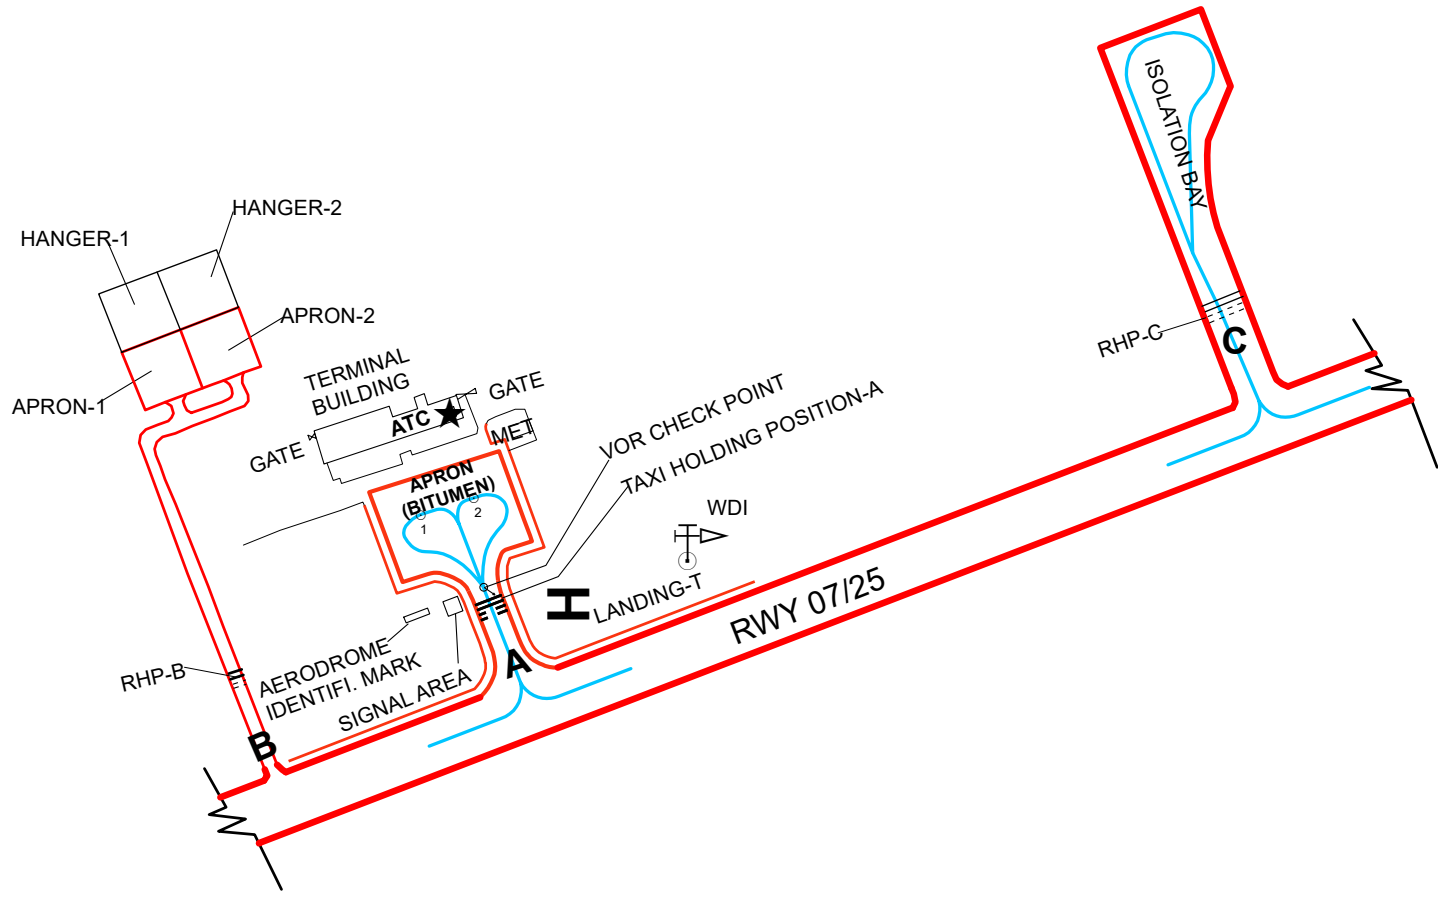 ISOLATION BAY
HANGER-2
HANGER-1
APRON-2
RHP-C
C
APRON-1
TERMINAL
BUILDING
GATE
ATC
VOR CHECK POINT
TAXI HOLDING POSITION-A
MET
GATE
APRON
(BITUMEN)
1
2
WDI
H
LANDING-T
RWY 07/25
A
RHP-B
AERODROME
IDENTIFI. MARK
SIGNAL AREA
B